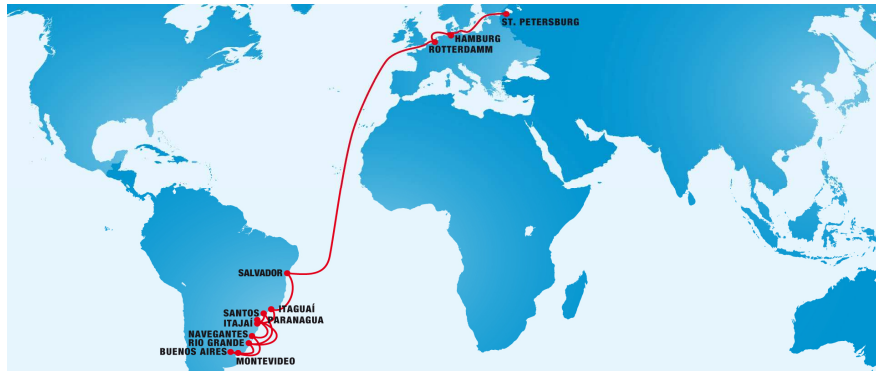 ST. PETERSBURG
HAMBURG
ROTTERDAMM
SALVADOR
ITAGUAÍ
SANTOS
PARANAGUA
ITAJAÍ
NAVEGANTES
RIO GRANDE
BUENOS AIRES
MONTEVIDEO